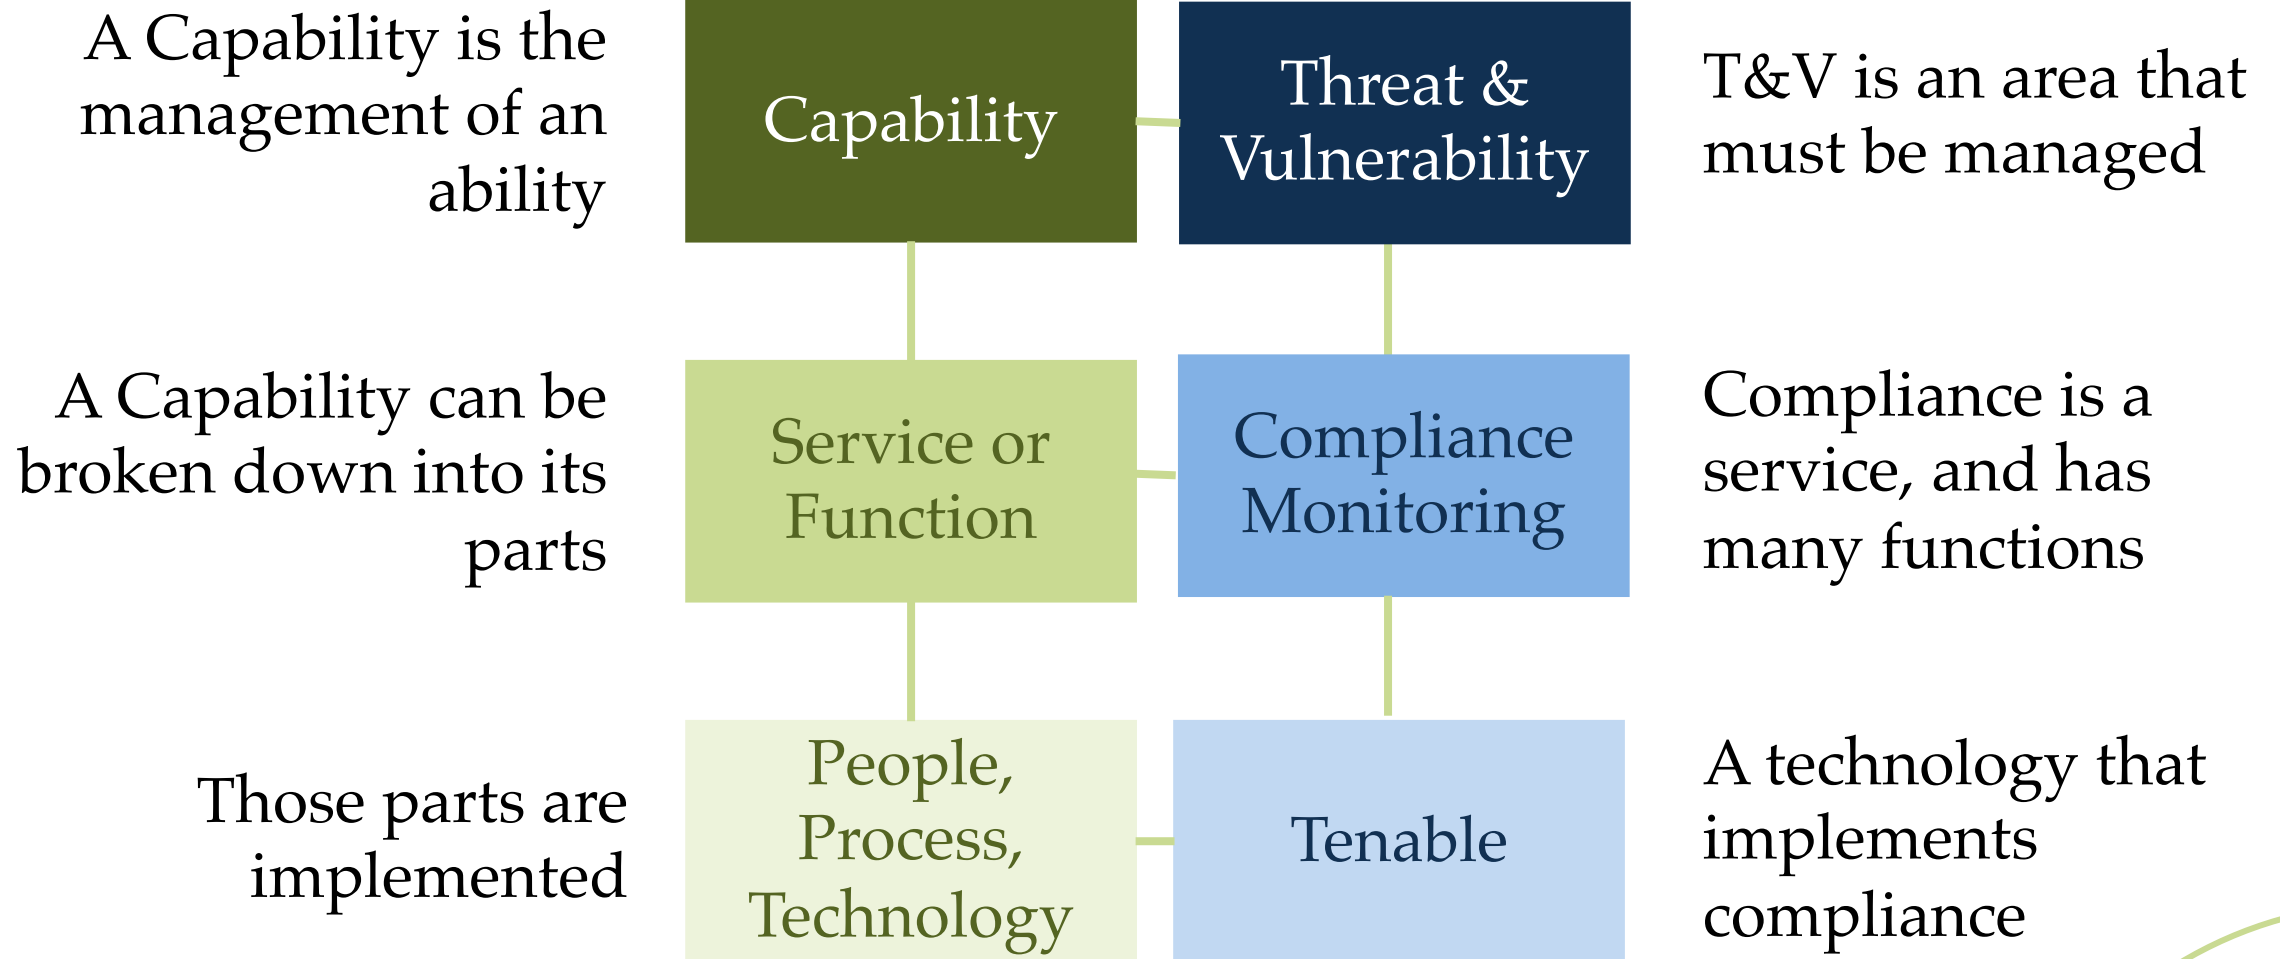 A Capability is the
management of an
ability
Capability
Threat &
Vulnerability
T&V is an area that
must be managed
A Capability can be
broken down into its
parts
Service or
Function
Compliance
Monitoring
Compliance is a
service, and has
many functions
Those parts are
implemented
People,
Process,
Technology
Tenable
A technology that
implements
compliance